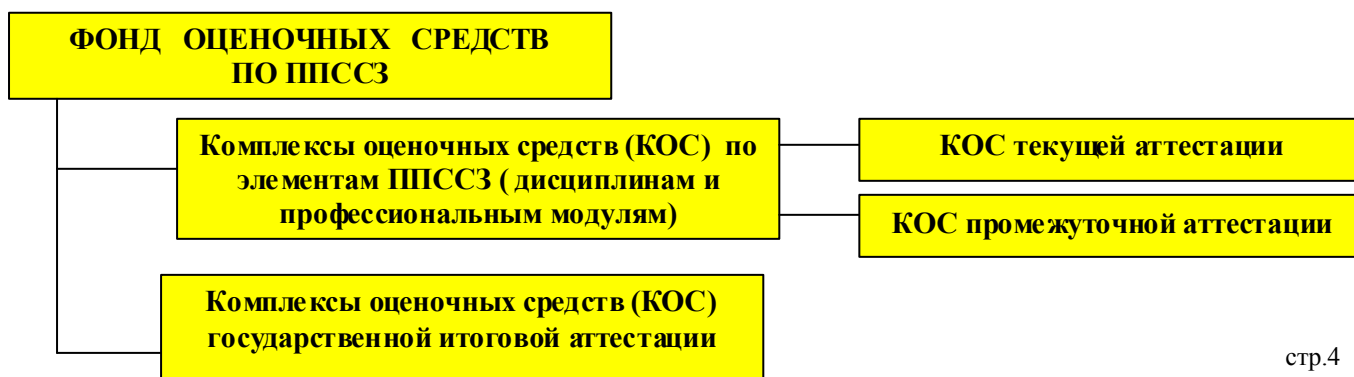 ФОНД ОЦЕНОЧНЫХ СРЕДСТВ
ПО ППССЗ
Комплексы оценочных средств (КОС) по
элементам ППССЗ ( дисциплинам и
профессиональным модулям)
КОС текущей аттестации
КОС промежуточной аттестации
Комплексы оценочных средств (КОС)
государственной итоговой аттестации
стр.4